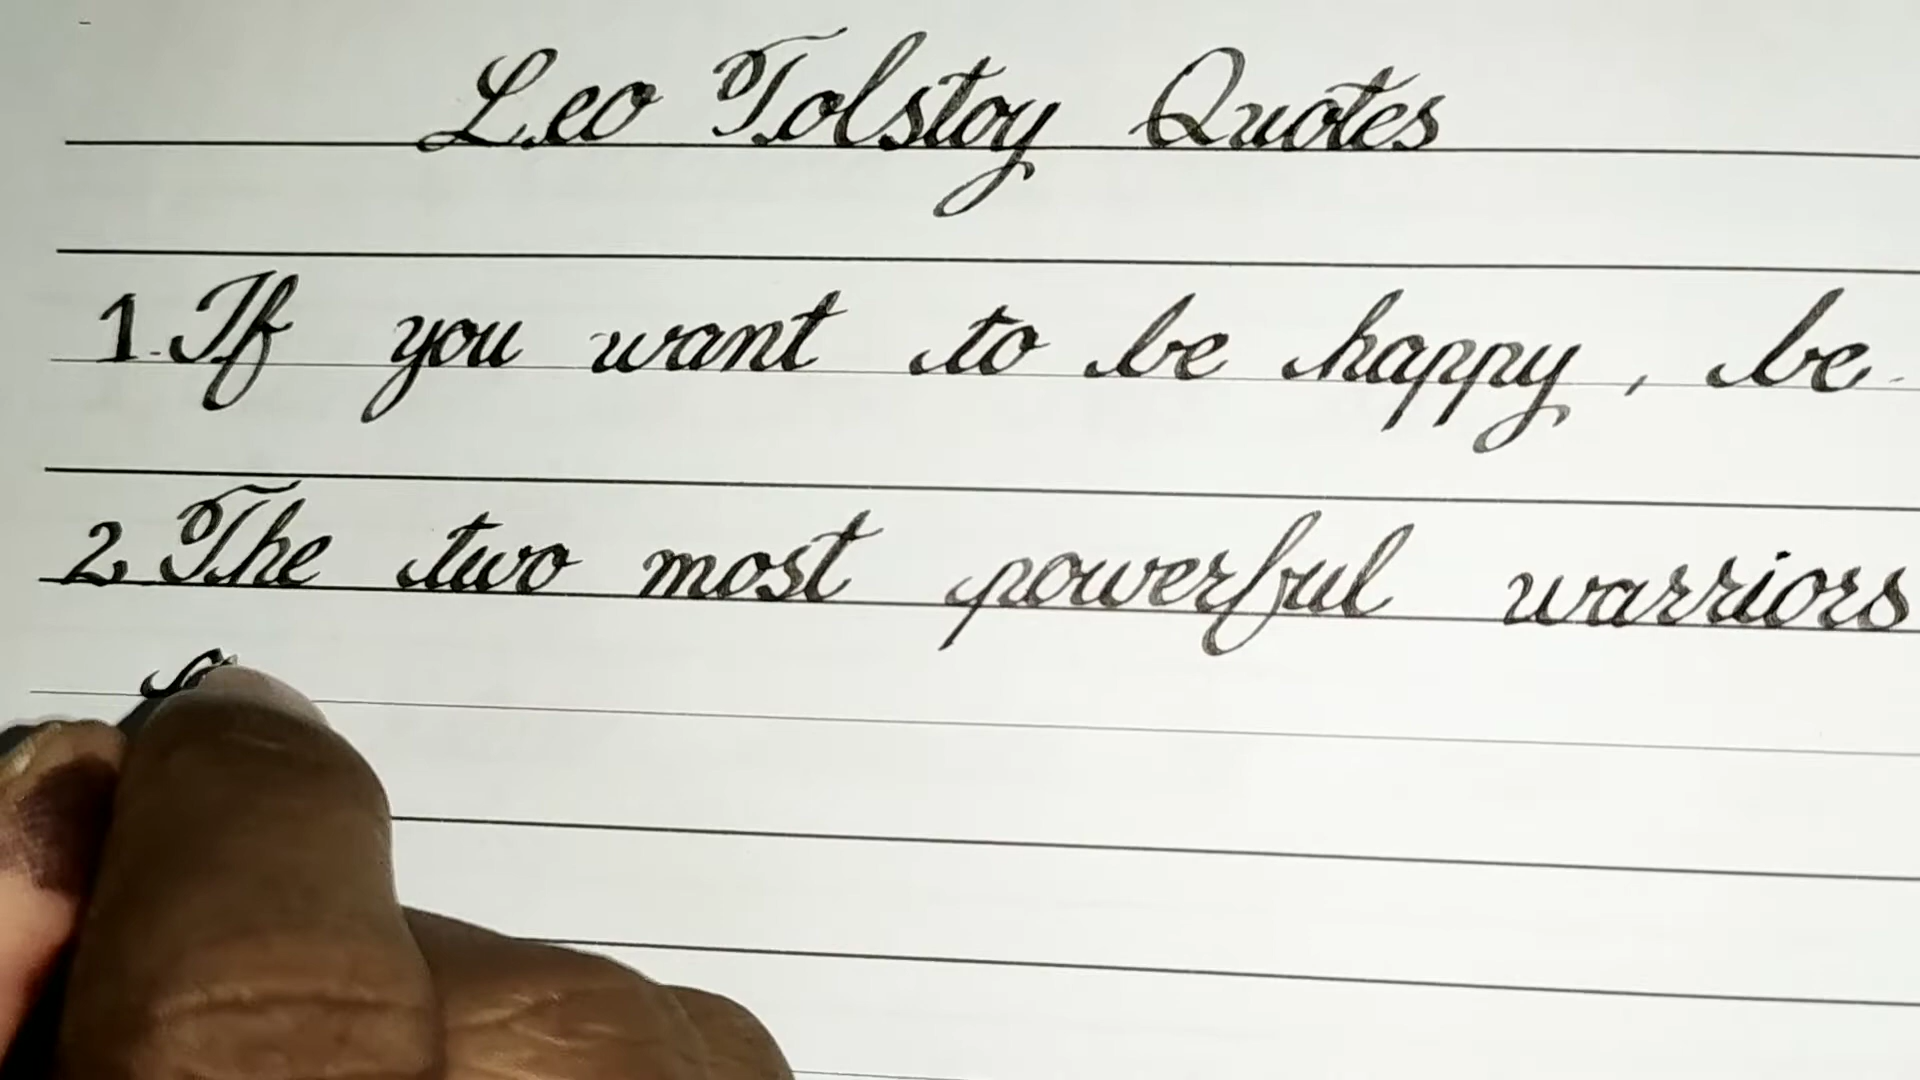 Leo Tolstoy Quotes
1. If you want to be happy, be.
2. The two most powerful warriors